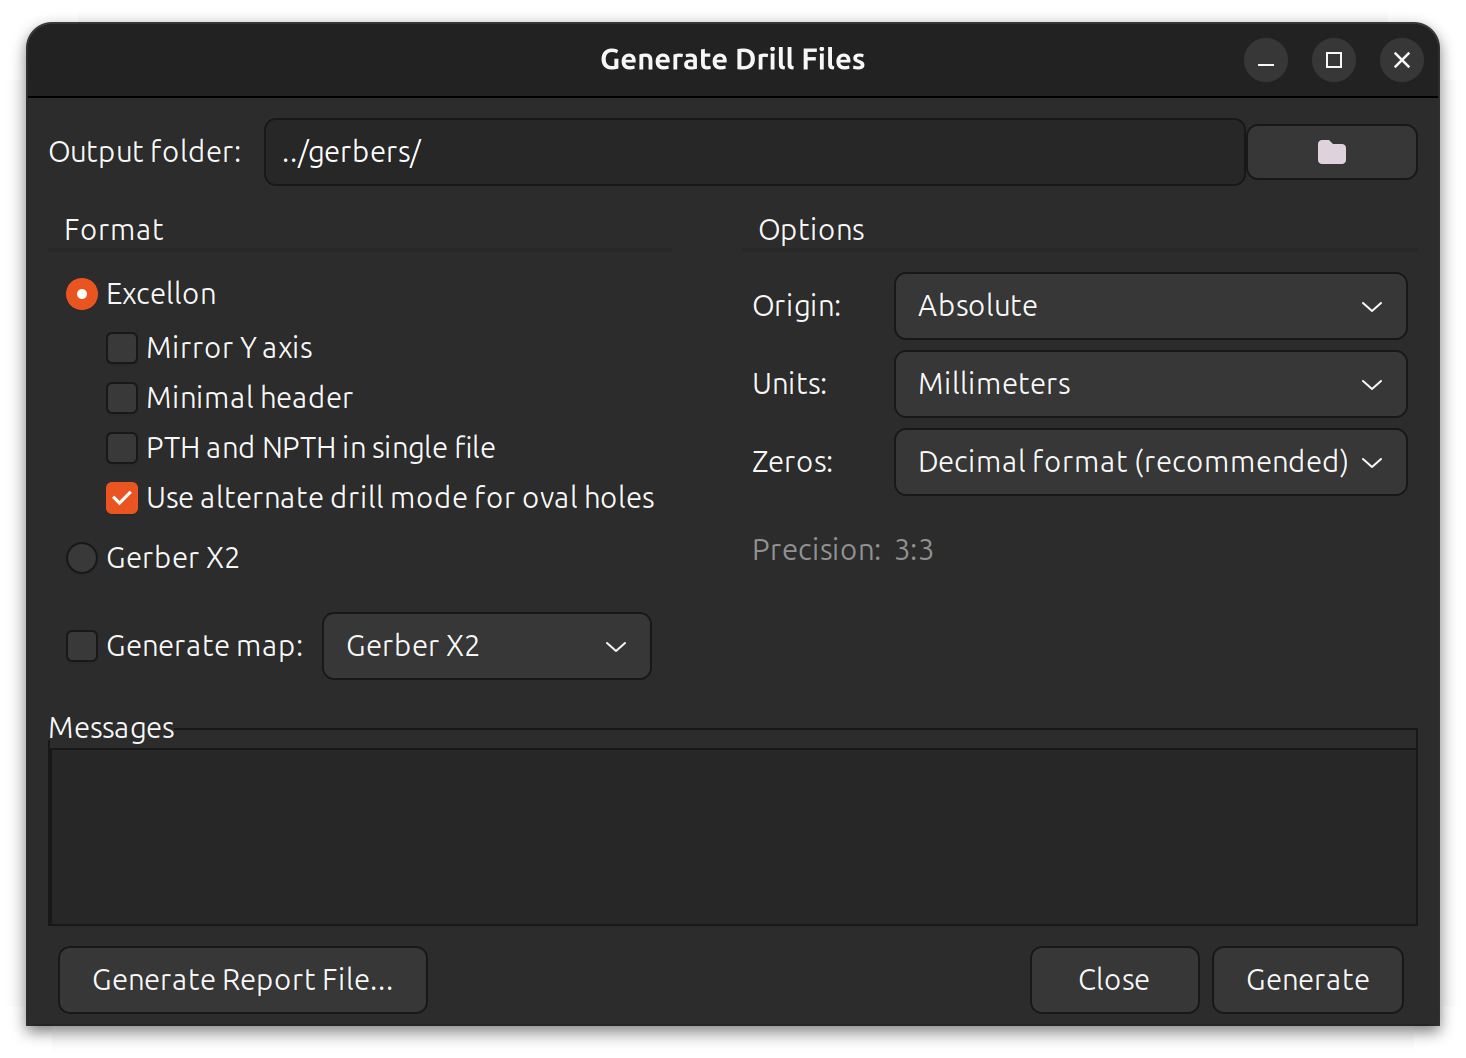 Generate Drill Files
Output folder:
../gerbers/
Format
Excellon
Mirror Y axis
Minimal header
PTH and NPTH in single file
Use alternate drill mode for oval holes
Gerber X2
Generate map:
Gerber X2
Options
Origin:
Absolute
Units:
Millimeters
Zeros:
Decimal format (recommended)
Precision: 3:3
Messages
Generate Report File...
Close
Generate